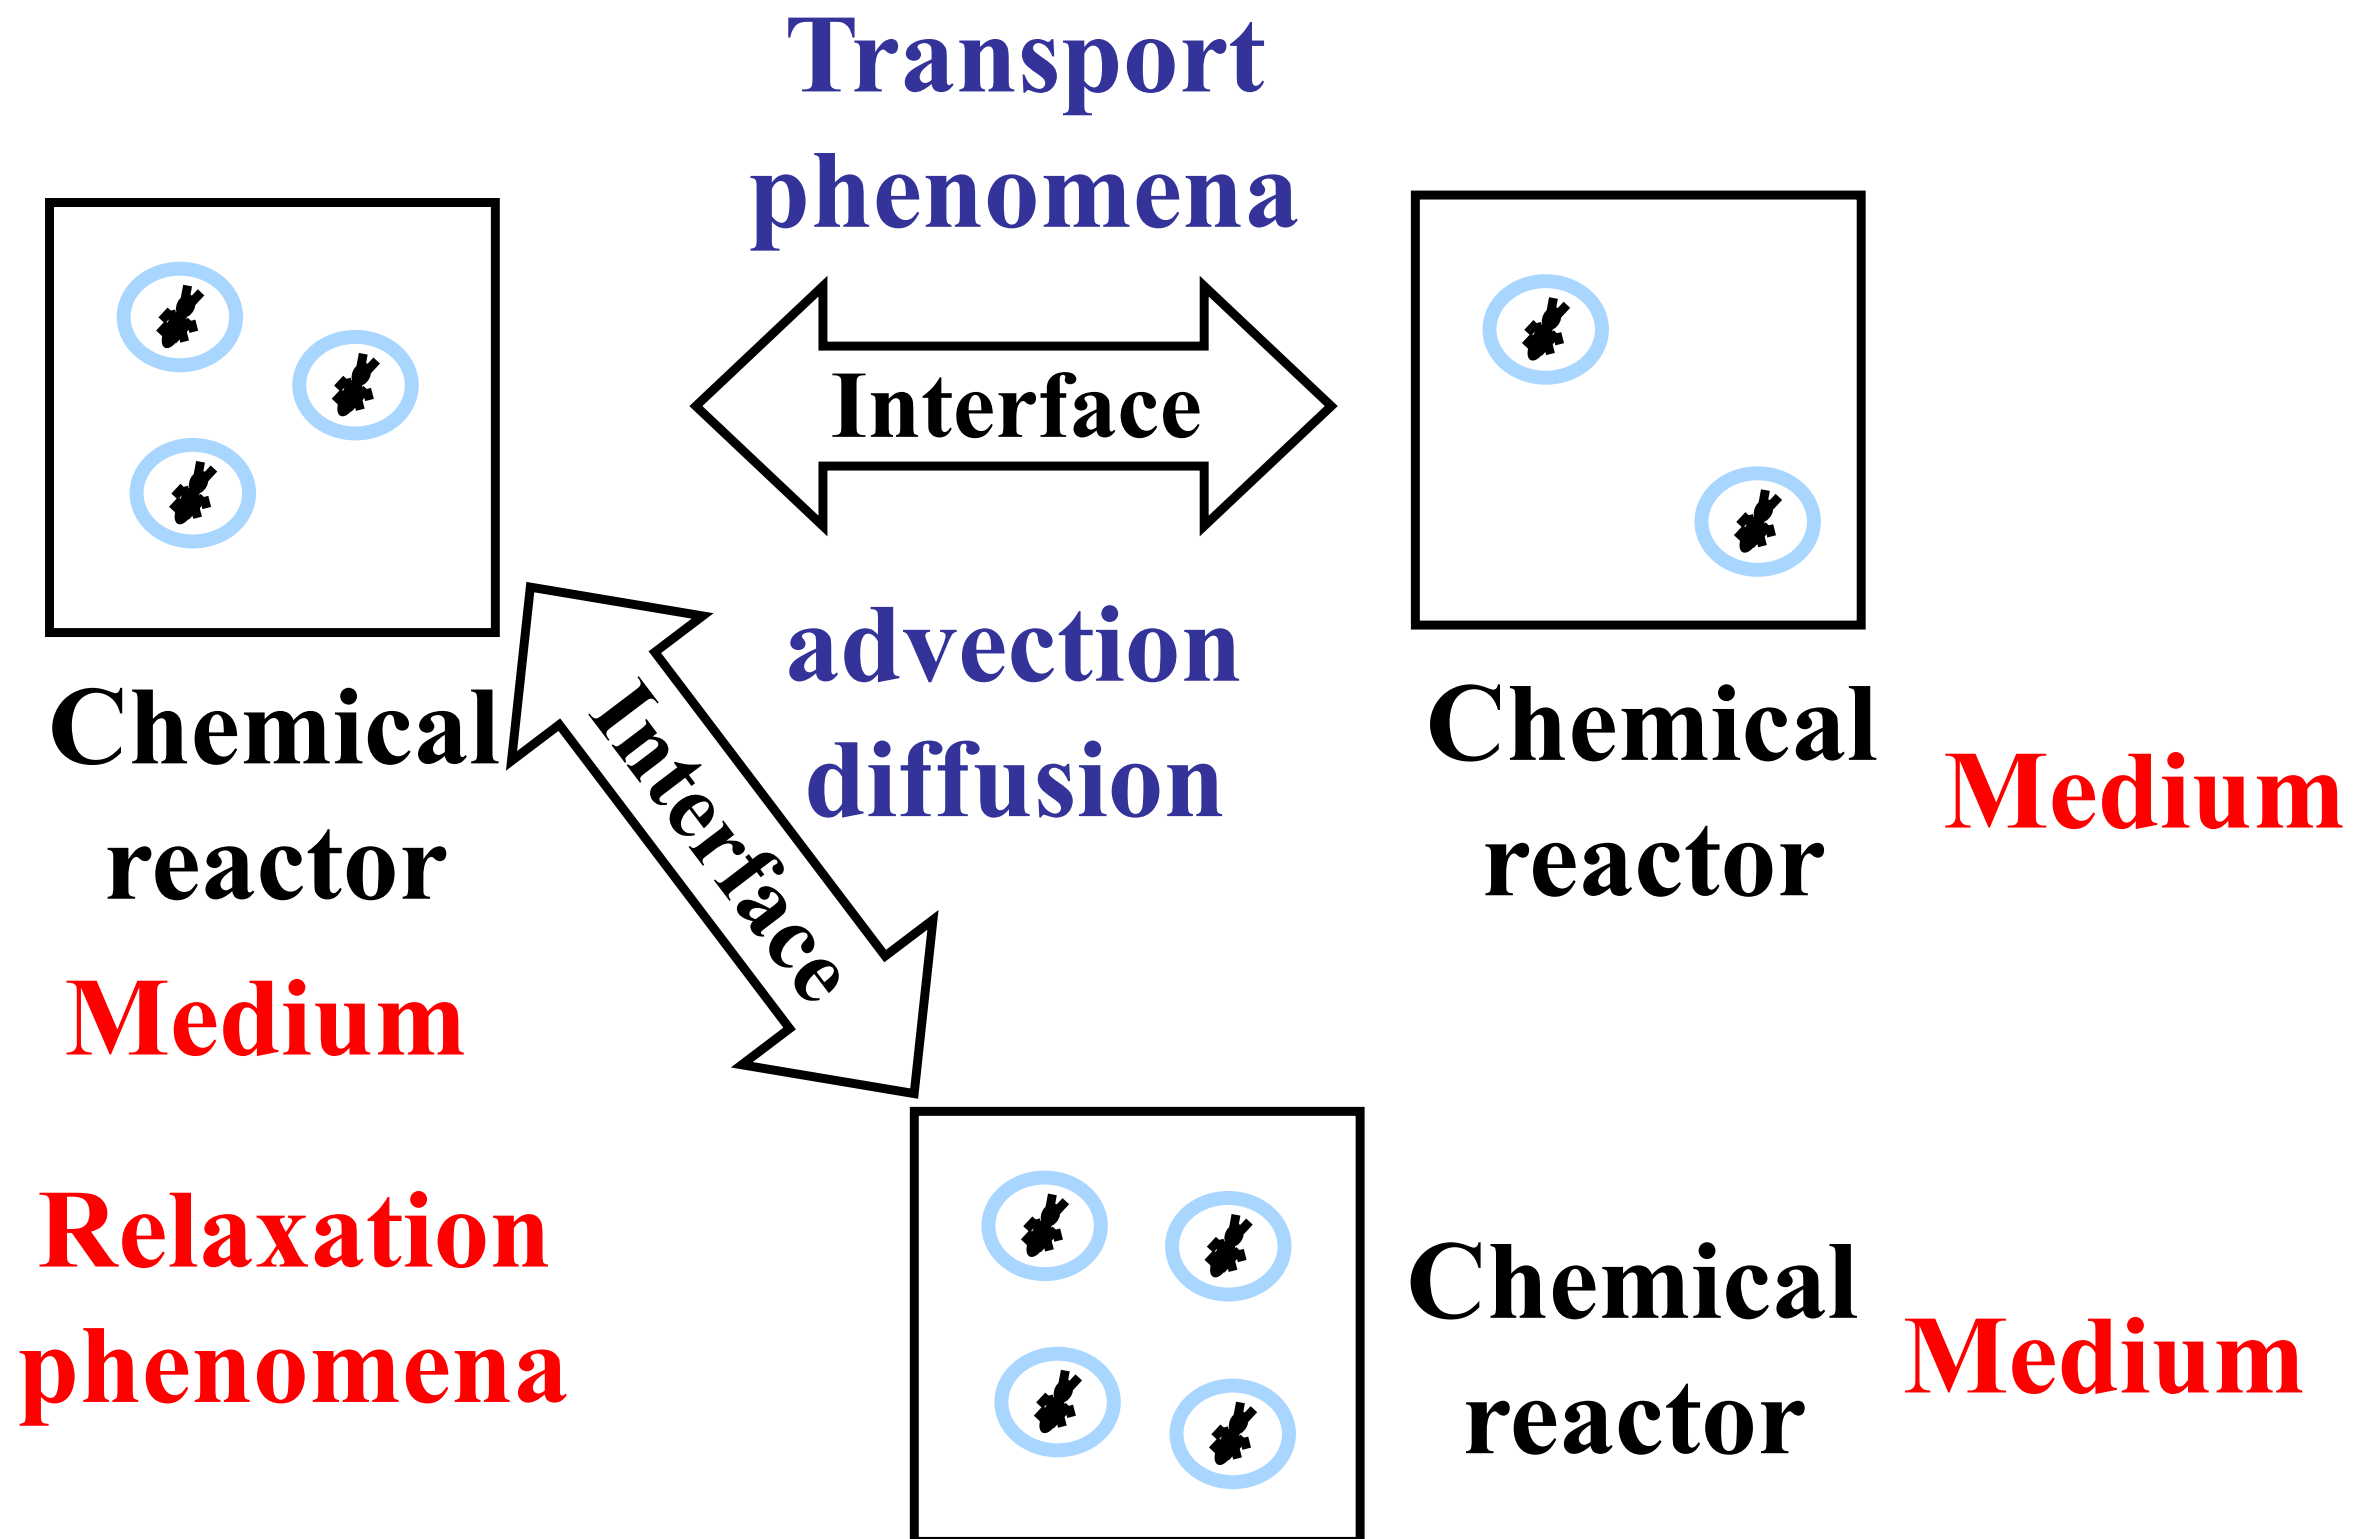 Transport
phenomena
Interface
advection
diffusion
Interface
Chemical
reactor
Medium
Chemical
reactor
Medium
Relaxation
phenomena
Chemical
reactor
Medium